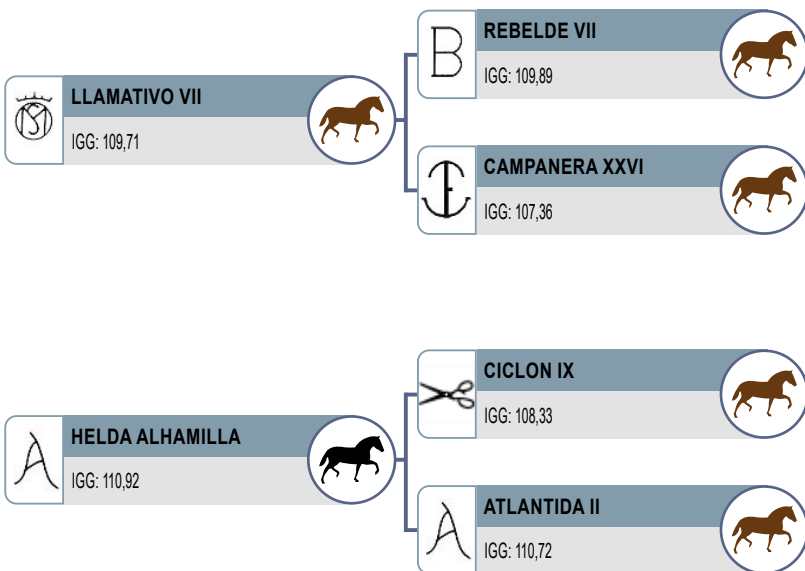 REBELDE VII
IGG: 109,89
LLAMATIVO VII
IGG: 109,71
CAMPANERA XXVI
IGG: 107,36
CICLON IX
IGG: 108,33
HELDA ALHAMILLA
IGG: 110,92
ATLANTIDA II
IGG: 110,72